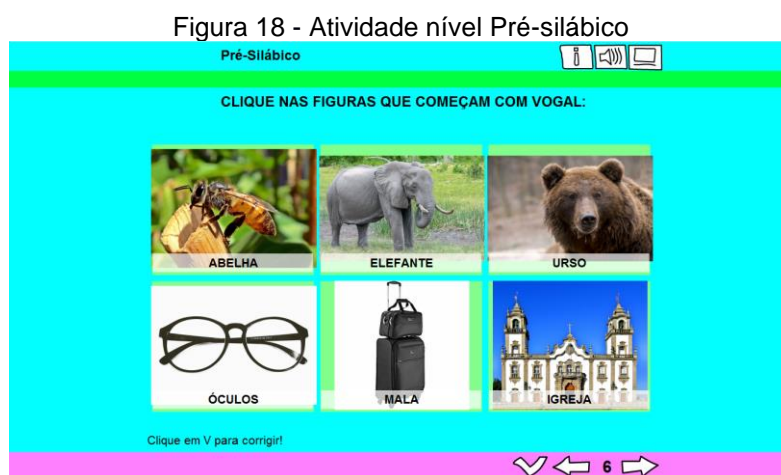 Figura 18 - Atividade nível Pré-silábico
Pré-Silábico
CLIQUE NAS FIGURAS QUE COMEÇAM COM VOGAL:
ABELHA ELEFANTE URSO
ÓCULOS MALA IGREJA
Clique em V para corrigir!
6